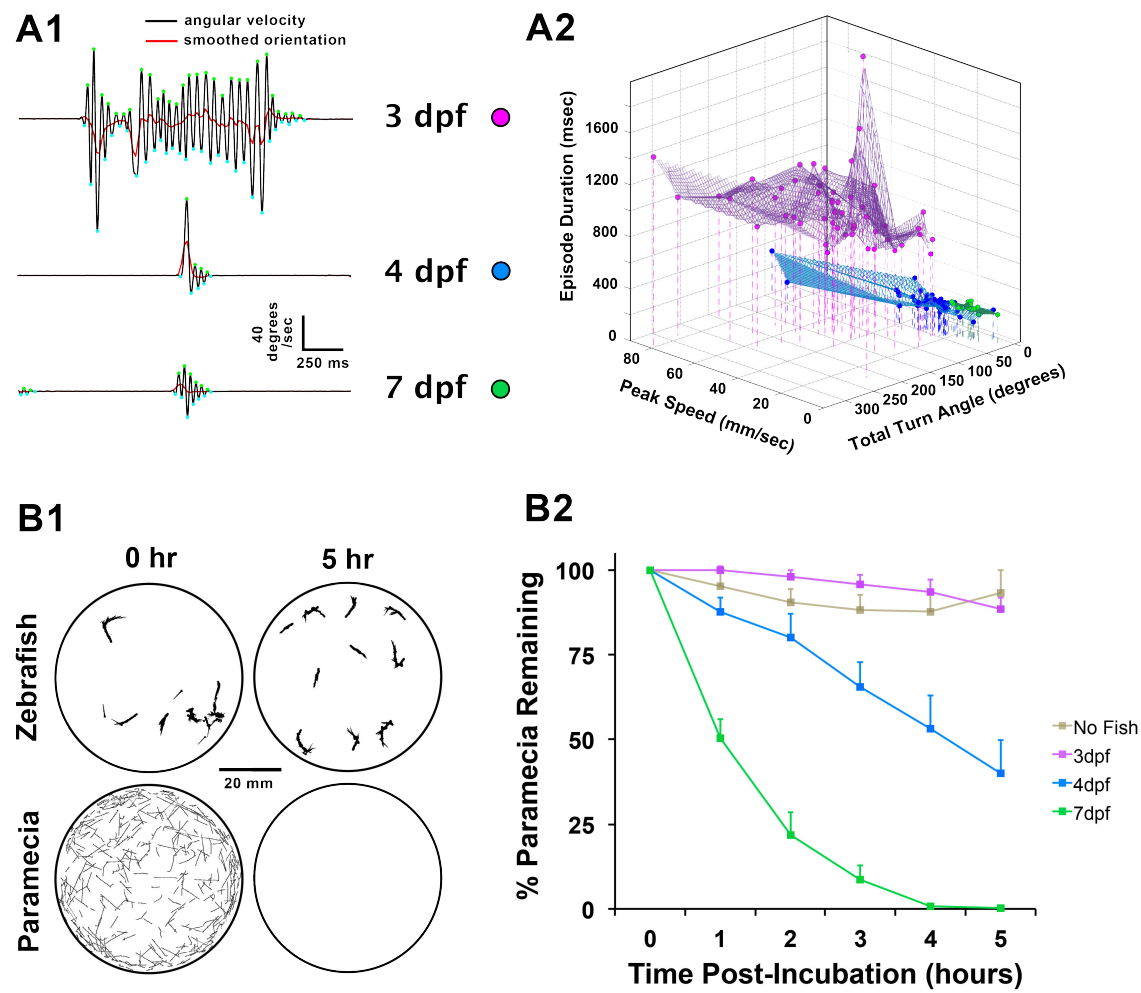 A1
angular velocity
smoothed orientation
3 dpf
4 dpf
40
degrees
/sec
250 ms
7 dpf
A2
Episode Duration (msec)
1600
1200
800
400
0
80
60
40
20
0
Peak Speed (mm/sec)
300
250
200
150
100
50
0
Total Turn Angle (degrees)
B1
0 hr
5 hr
Zebrafish
20 mm
Paramecia
B2
% Paramecia Remaining
100
75
50
25
0
0 1 2 3 4 5
Time Post-Incubation (hours)
No Fish
3dpf
4dpf
7dpf